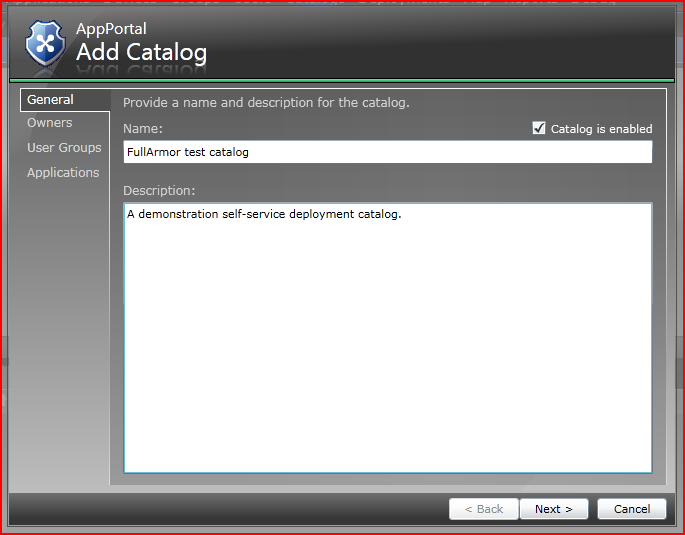 AppPortal
Add Catalog
General
Owners
User Groups
Applications
Provide a name and description for the catalog.
Name:
Catalog is enabled
FullArmor test catalog
Description:
A demonstration self-service deployment catalog.
< Back
Next >
Cancel